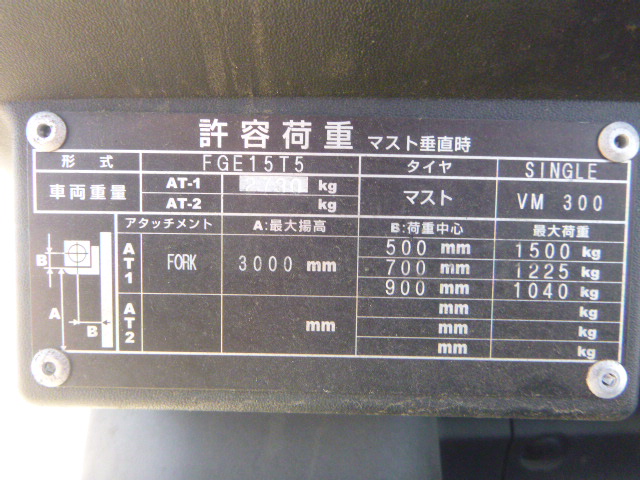 許容荷重 マスト垂直時
形式 FGE15T5 タイヤ SINGLE
車両重量 AT-1 kg マスト VM 300
AT-2 kg
アタッチメント A:最大揚高 B:荷重中心 最大荷重
AT1 FORK 3000 mm 500 mm 1500 kg
700 mm 1225 kg
900 mm 1040 kg
AT2 mm mm kg
mm kg
mm kg
B
A
B